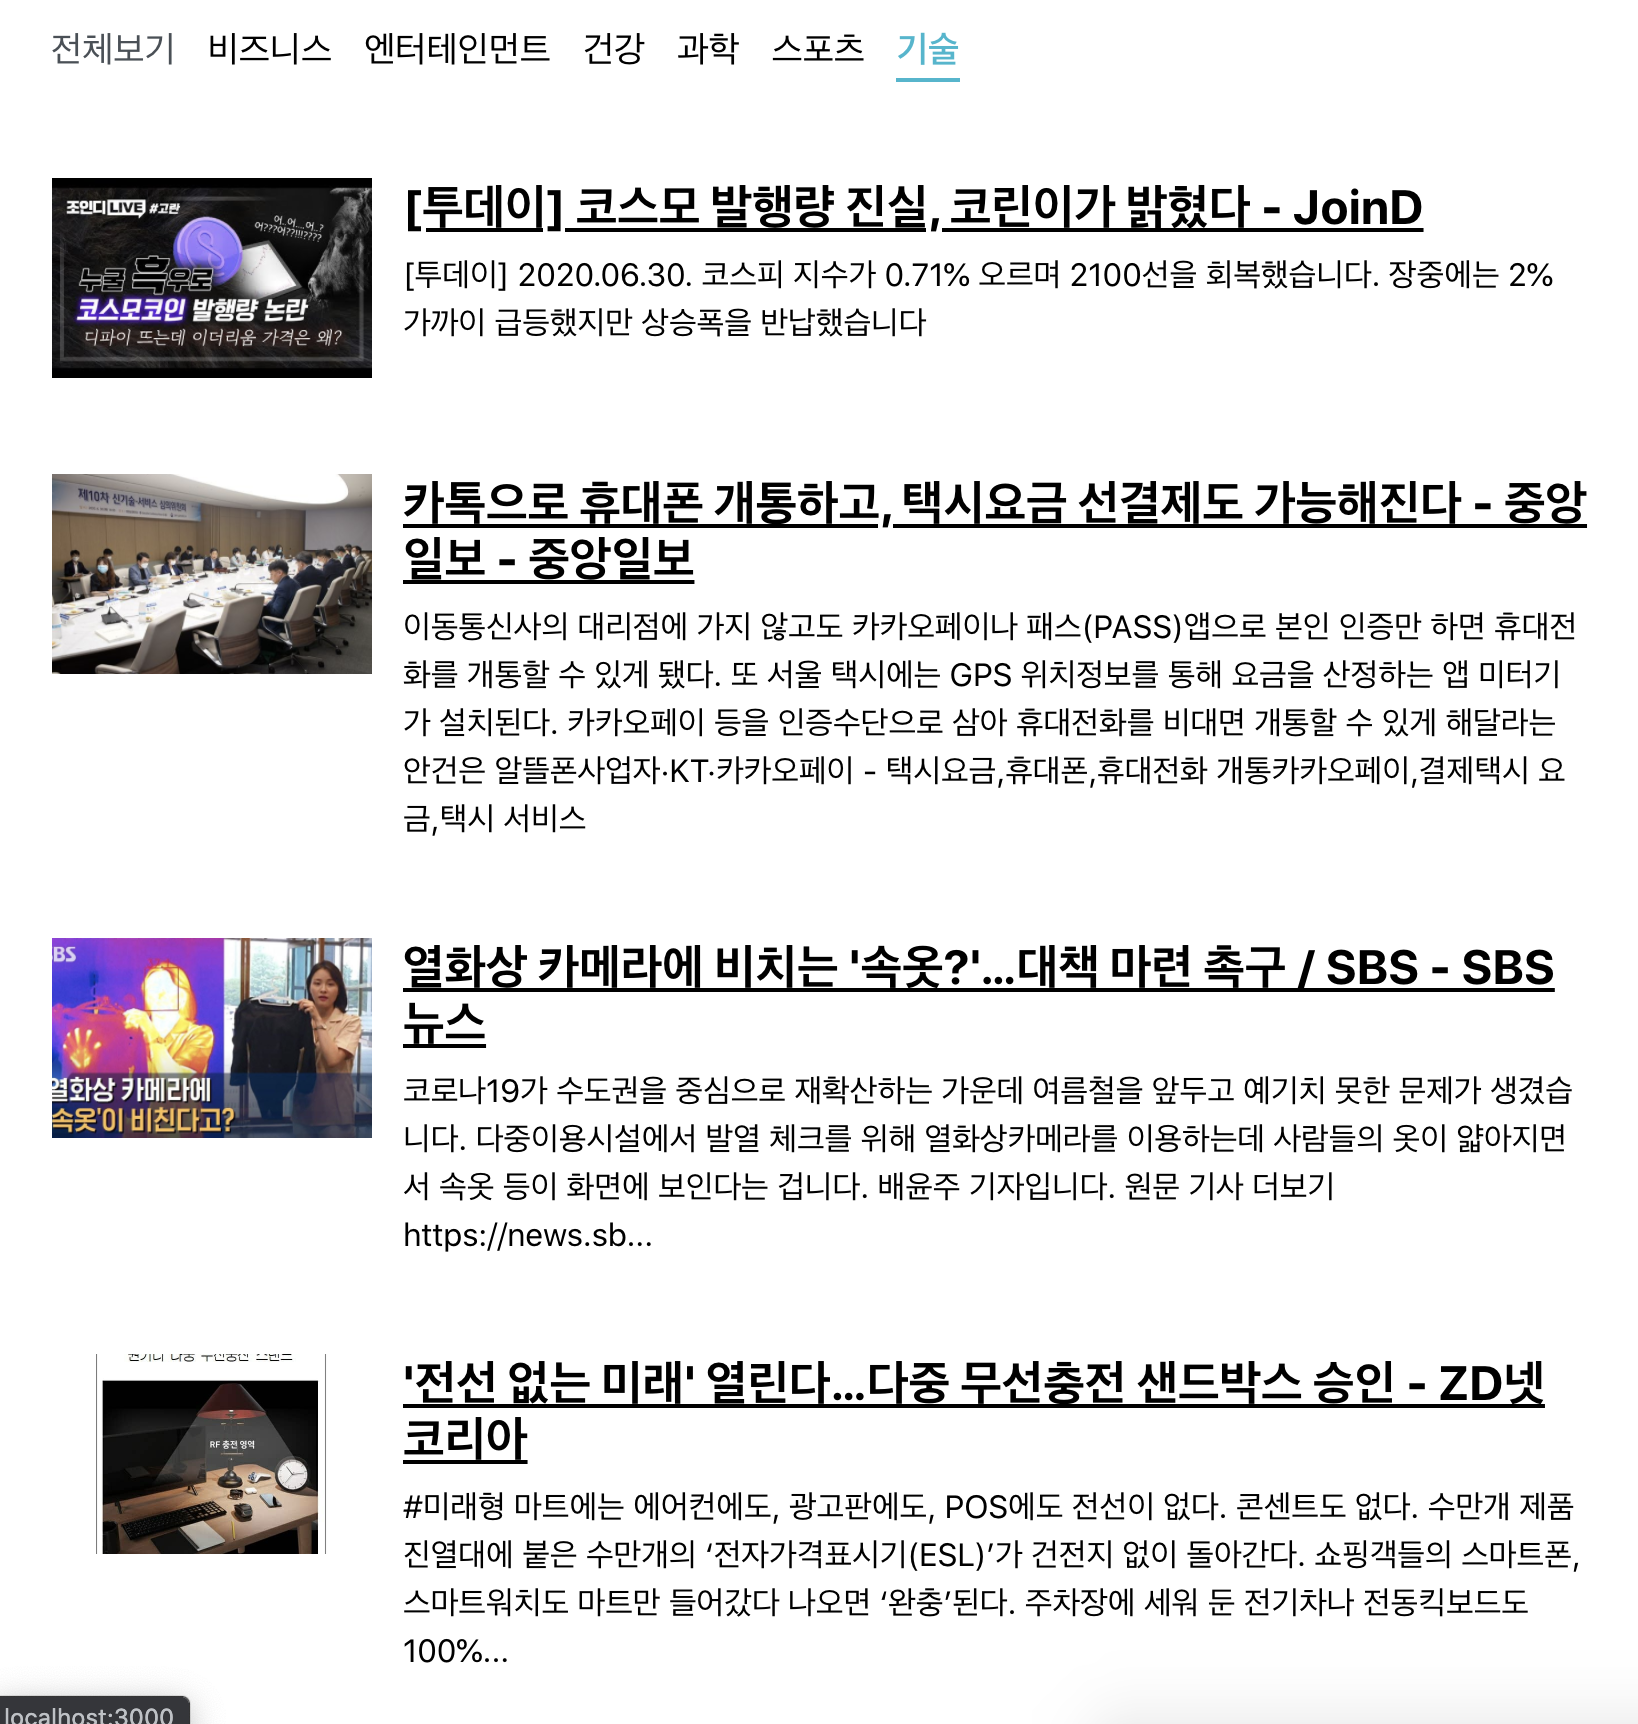 전체보기 비즈니스 엔터테인먼트 건강 과학 스포츠 기술
조인디 LIVE #고란
어..어....어..?
어???어??!!!????
누굴 흑우로
코스모코인 발행량 논란
디파이 뜨는데 이더리움 가격은 왜?
[투데이] 코스모 발행량 진실, 코린이가 밝혔다 - JoinD
[투데이] 2020.06.30. 코스피 지수가 0.71% 오르며 2100선을 회복했습니다. 장중에는 2%
가까이 급등했지만 상승폭을 반납했습니다
제10차 신기술·서비스 심의위원회
카톡으로 휴대폰 개통하고, 택시요금 선결제도 가능해진다 - 중앙
일보 - 중앙일보
이동통신사의 대리점에 가지 않고도 카카오페이나 패스(PASS)앱으로 본인 인증만 하면 휴대전
화를 개통할 수 있게 됐다. 또 서울 택시에는 GPS 위치정보를 통해 요금을 산정하는 앱 미터기
가 설치된다. 카카오페이 등을 인증수단으로 삼아 휴대전화를 비대면 개통할 수 있게 해달라는
안건은 알뜰폰사업자·KT·카카오페이 - 택시요금,휴대폰,휴대전화 개통카카오페이,결제택시 요
금,택시 서비스
BS
열화상 카메라에
속옷'이 비친다고?
열화상 카메라에 비치는 '속옷?'…대책 마련 촉구 / SBS - SBS
뉴스
코로나19가 수도권을 중심으로 재확산하는 가운데 여름철을 앞두고 예기치 못한 문제가 생겼습
니다. 다중이용시설에서 발열 체크를 위해 열화상카메라를 이용하는데 사람들의 옷이 얇아지면
서 속옷 등이 화면에 보인다는 겁니다. 배윤주 기자입니다. 원문 기사 더보기
https://news.sb...
RF 충전 영역
'전선 없는 미래' 열린다…다중 무선충전 샌드박스 승인 - ZD넷
코리아
#미래형 마트에는 에어컨에도, 광고판에도, POS에도 전선이 없다. 콘센트도 없다. 수만개 제품
진열대에 붙은 수만개의 ‘전자가격표시기(ESL)’가 건전지 없이 돌아간다. 쇼핑객들의 스마트폰,
스마트워치도 마트만 들어갔다 나오면 ‘완충’된다. 주차장에 세워 둔 전기차나 전동킥보드도
100%...
localhost:3000